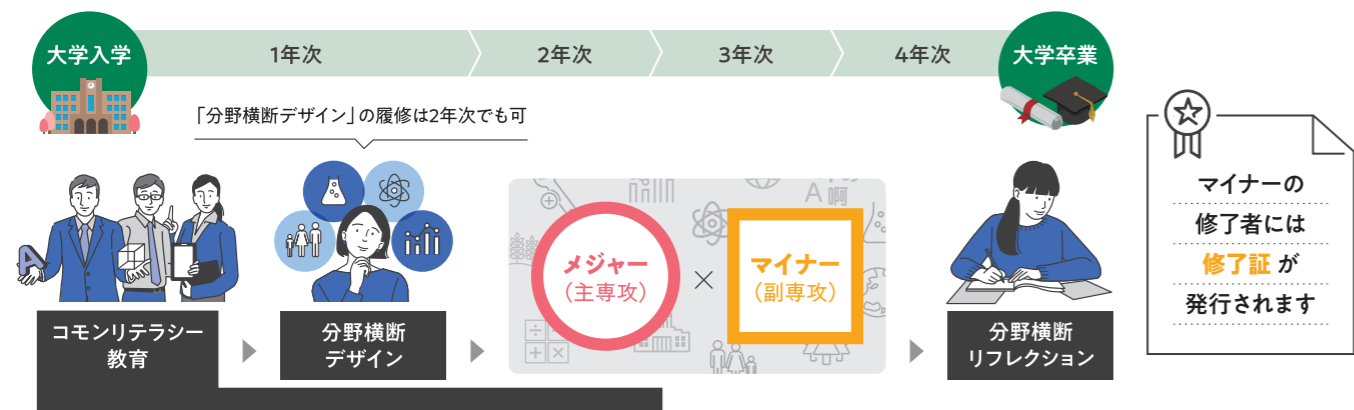 大学入学
1年次
2年次
3年次
4年次
大学卒業
「分野横断デザイン」の履修は2年次でも可
A
A 啊
メジャー
(主専攻)
×
マイナー
(副専攻)
コモンリテラシー
教育
分野横断
デザイン
分野横断
リフレクション
マイナーの
修了者には
修了証 が
発行されます